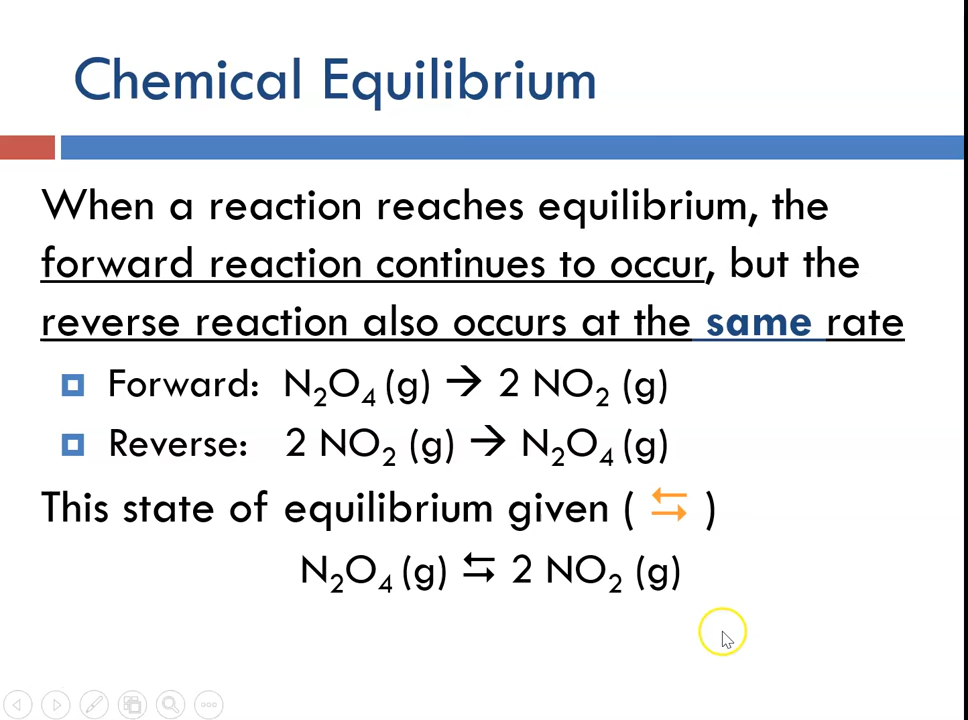 Chemical Equilibrium
When a reaction reaches equilibrium, the
forward reaction continues to occur, but the
reverse reaction also occurs at the same rate
Forward: N₂O₄ (g) → 2 NO₂ (g)
Reverse: 2 NO₂ (g) → N₂O₄ (g)
This state of equilibrium given ( ⇆ )
N₂O₄ (g) ⇆ 2 NO₂ (g)